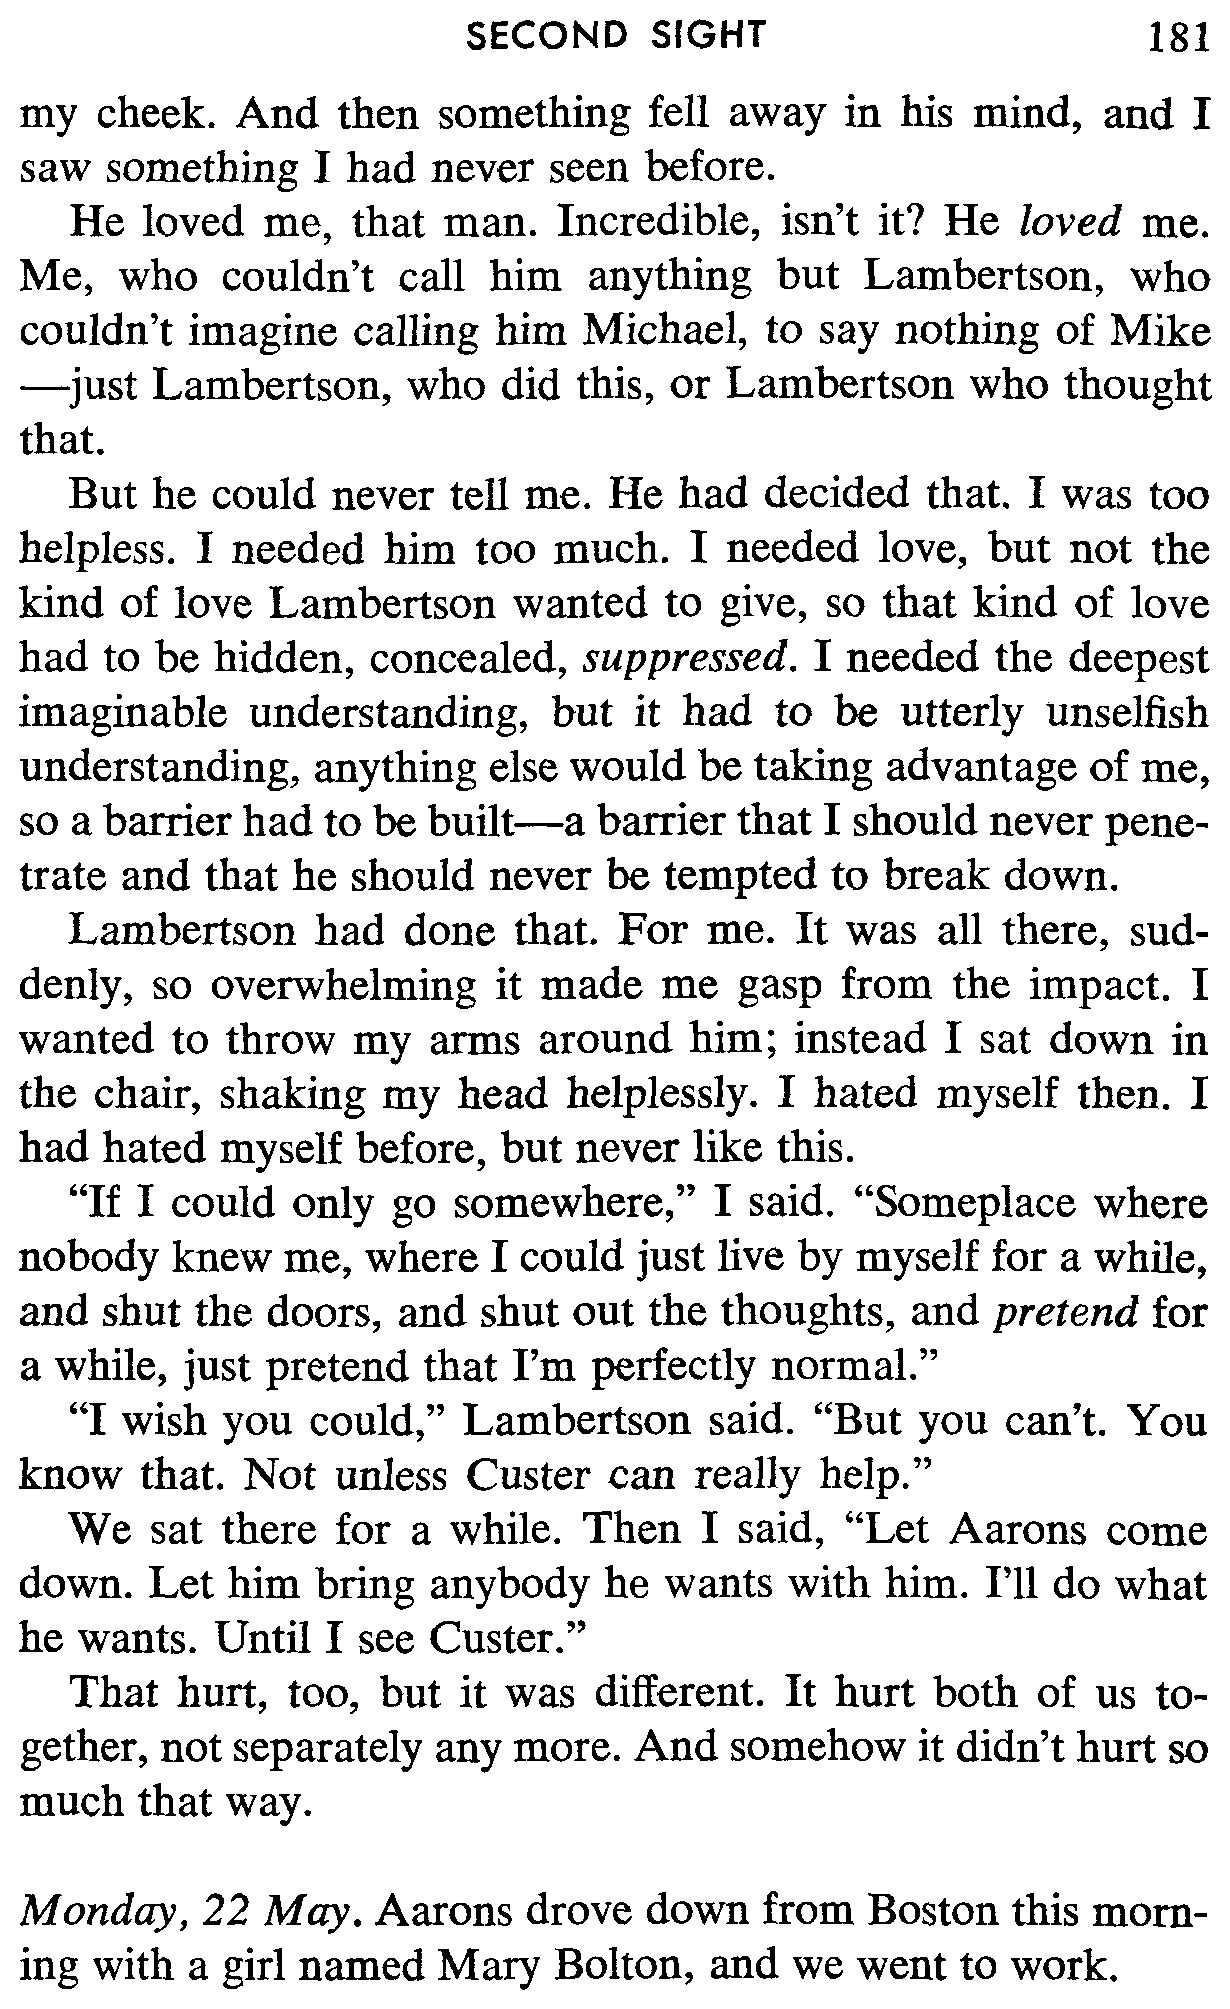 SECOND SIGHT 181
my cheek. And then something fell away in his mind, and I
saw something I had never seen before.
He loved me, that man. Incredible, isn't it? He loved me.
Me, who couldn't call him anything but Lambertson, who
couldn't imagine calling him Michael, to say nothing of Mike
—just Lambertson, who did this, or Lambertson who thought
that.
But he could never tell me. He had decided that. I was too
helpless. I needed him too much. I needed love, but not the
kind of love Lambertson wanted to give, so that kind of love
had to be hidden, concealed, suppressed. I needed the deepest
imaginable understanding, but it had to be utterly unselfish
understanding, anything else would be taking advantage of me,
so a barrier had to be built—a barrier that I should never pene-
trate and that he should never be tempted to break down.
Lambertson had done that. For me. It was all there, sud-
denly, so overwhelming it made me gasp from the impact. I
wanted to throw my arms around him; instead I sat down in
the chair, shaking my head helplessly. I hated myself then. I
had hated myself before, but never like this.
“If I could only go somewhere,” I said. “Someplace where
nobody knew me, where I could just live by myself for a while,
and shut the doors, and shut out the thoughts, and pretend for
a while, just pretend that I'm perfectly normal.”
“I wish you could,” Lambertson said. “But you can't. You
know that. Not unless Custer can really help.”
We sat there for a while. Then I said, “Let Aarons come
down. Let him bring anybody he wants with him. I'll do what
he wants. Until I see Custer.”
That hurt, too, but it was different. It hurt both of us to-
gether, not separately any more. And somehow it didn't hurt so
much that way.
Monday, 22 May. Aarons drove down from Boston this morn-
ing with a girl named Mary Bolton, and we went to work.